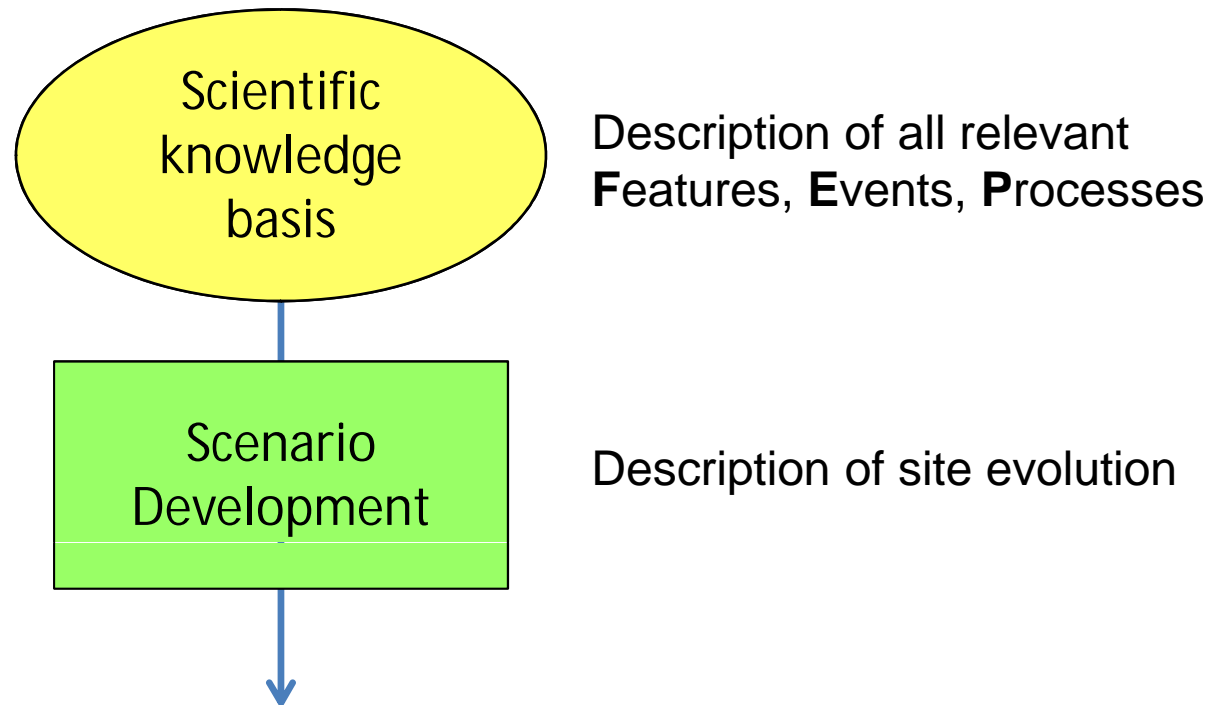 Scientific
knowledge
basis
Description of all relevant
Features, Events, Processes
Scenario
Development
Description of site evolution